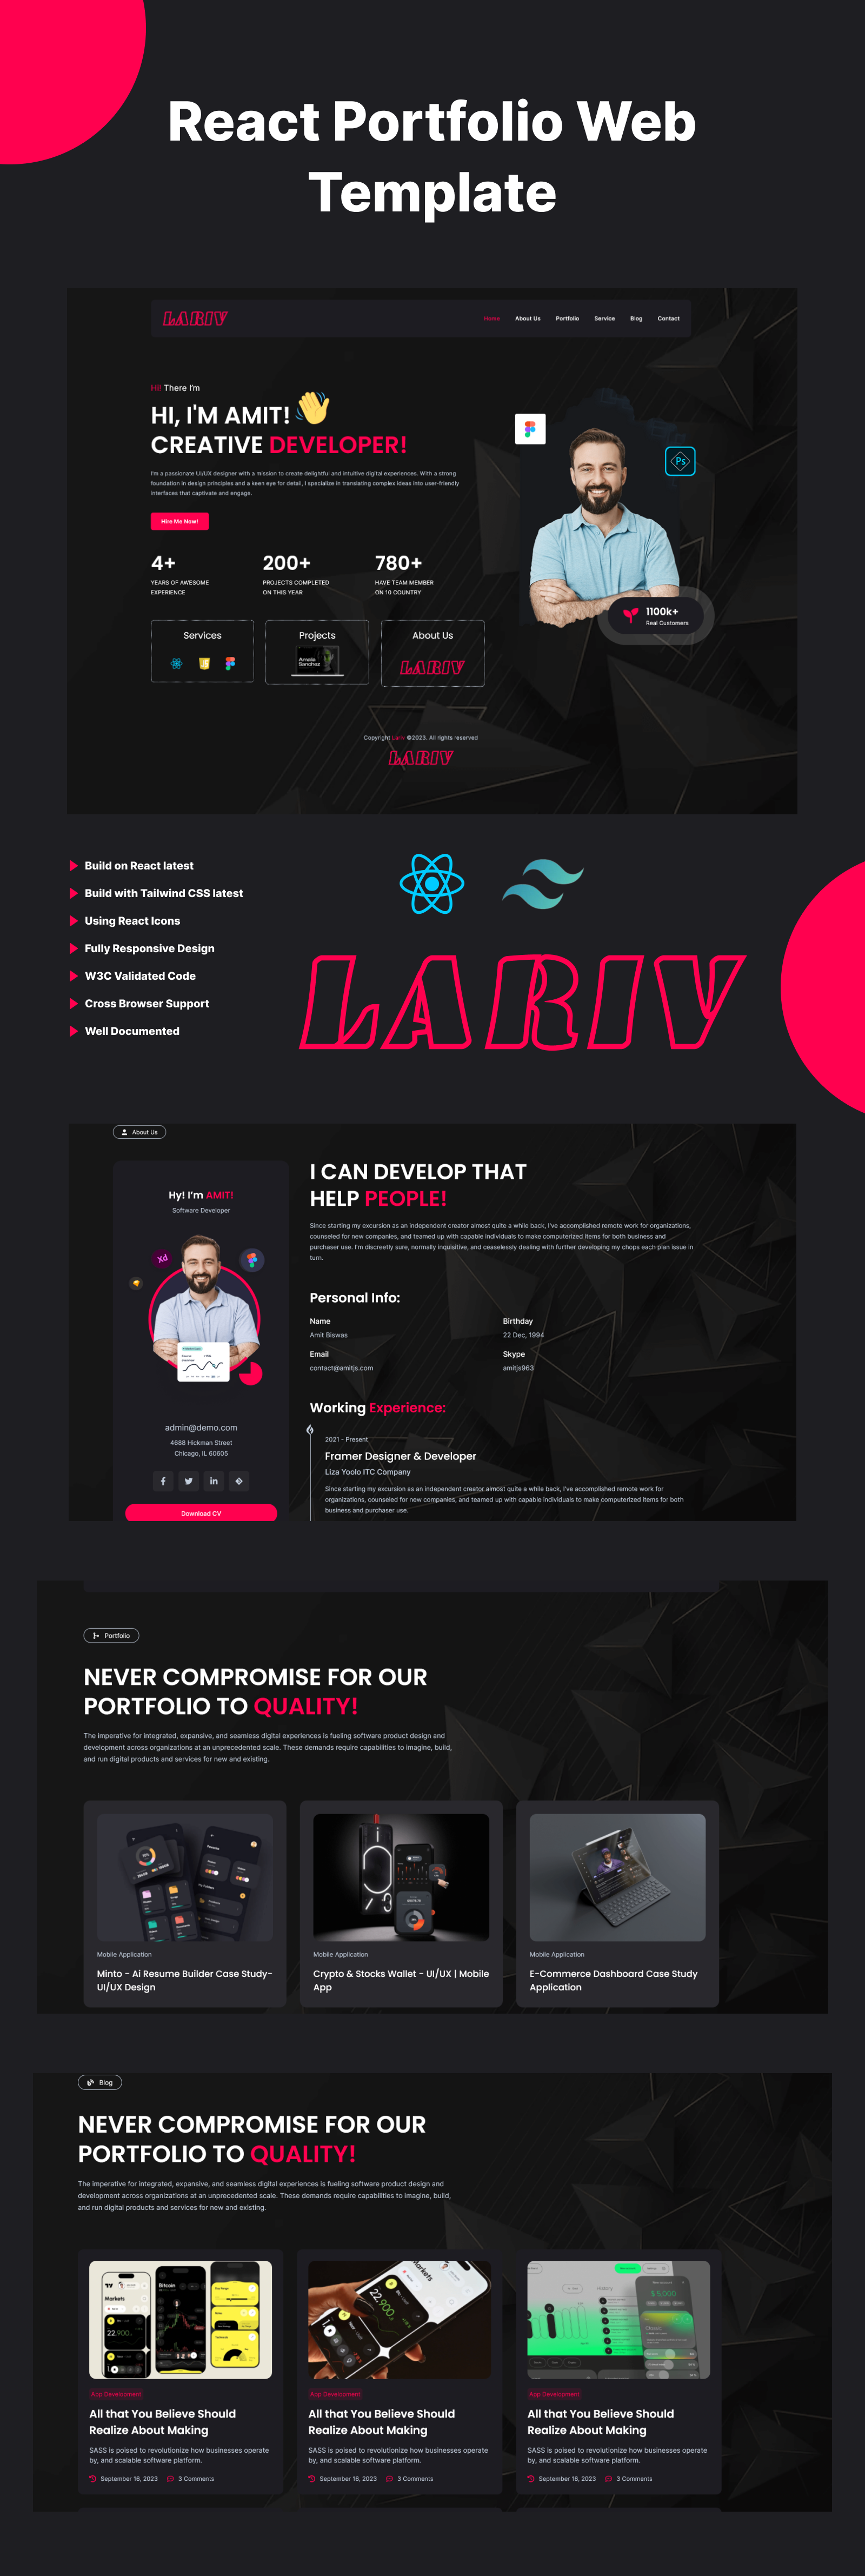 React Portfolio Web
Template
LARIV
Home About Us Portfolio Service Blog Contact
Hi! There I'm
HI, I'M AMIT!
CREATIVE DEVELOPER!
I'm a passionate UI/UX designer with a mission to create delightful and intuitive digital experiences. With a strong
foundation in design principles and a keen eye for detail, I specialize in translating complex ideas into user-friendly
interfaces that captivate and engage.
Hire Me Now!
Ps
4+ 200+ 780+
YEARS OF AWESOME PROJECTS COMPLETED HAVE TEAM MEMBER
EXPERIENCE ON THIS YEAR ON 10 COUNTRY
1100k+
Real Customers
Services Projects About Us
Amalia
Sanchez
LARIV
Copyright Lariv ©2023. All rights reserved
LARIV
Build on React latest
Build with Tailwind CSS latest
Using React Icons
Fully Responsive Design
W3C Validated Code
Cross Browser Support
Well Documented
LARIV
About Us
Hy! I'm AMIT!
Software Developer
Xd
admin@demo.com
4688 Hickman Street
Chicago, IL 60605
Download CV
I CAN DEVELOP THAT
HELP PEOPLE!
Since starting my excursion as an independent creator almost quite a while back, I've accomplished remote work for organizations,
counseled for new companies, and teamed up with capable individuals to make computerized items for both business and
purchaser use. I'm discreetly sure, normally inquisitive, and ceaselessly dealing with further developing my chops each plan issue in
turn.
Personal Info:
Name Birthday
Amit Biswas 22 Dec, 1994
Email Skype
contact@amitjs.com amitjs963
Working Experience:
2021 - Present
Framer Designer & Developer
Liza Yoolo ITC Company
Since starting my excursion as an independent creator almost quite a while back, I've accomplished remote work for
organizations, counseled for new companies, and teamed up with capable individuals to make computerized items for both
business and purchaser use.
Portfolio
NEVER COMPROMISE FOR OUR
PORTFOLIO TO QUALITY!
The imperative for integrated, expansive, and seamless digital experiences is fueling software product design and
development across organizations at an unprecedented scale. These demands require capabilities to imagine, build,
and run digital products and services for new and existing.
Mobile Application
Minto - Ai Resume Builder Case Study-
UI/UX Design
Mobile Application
Crypto & Stocks Wallet - UI/UX | Mobile
App
Mobile Application
E-Commerce Dashboard Case Study
Application
Blog
NEVER COMPROMISE FOR OUR
PORTFOLIO TO QUALITY!
The imperative for integrated, expansive, and seamless digital experiences is fueling software product design and
development across organizations at an unprecedented scale. These demands require capabilities to imagine, build,
and run digital products and services for new and existing.
Markets
22,900
Bitcoin
Markets
22,900
$ 5,000
App Development
All that You Believe Should
Realize About Making
SASS is poised to revolutionize how businesses operate
by, and scalable software platform.
September 16, 2023 3 Comments
App Development
All that You Believe Should
Realize About Making
SASS is poised to revolutionize how businesses operate
by, and scalable software platform.
September 16, 2023 3 Comments
App Development
All that You Believe Should
Realize About Making
SASS is poised to revolutionize how businesses operate
by, and scalable software platform.
September 16, 2023 3 Comments